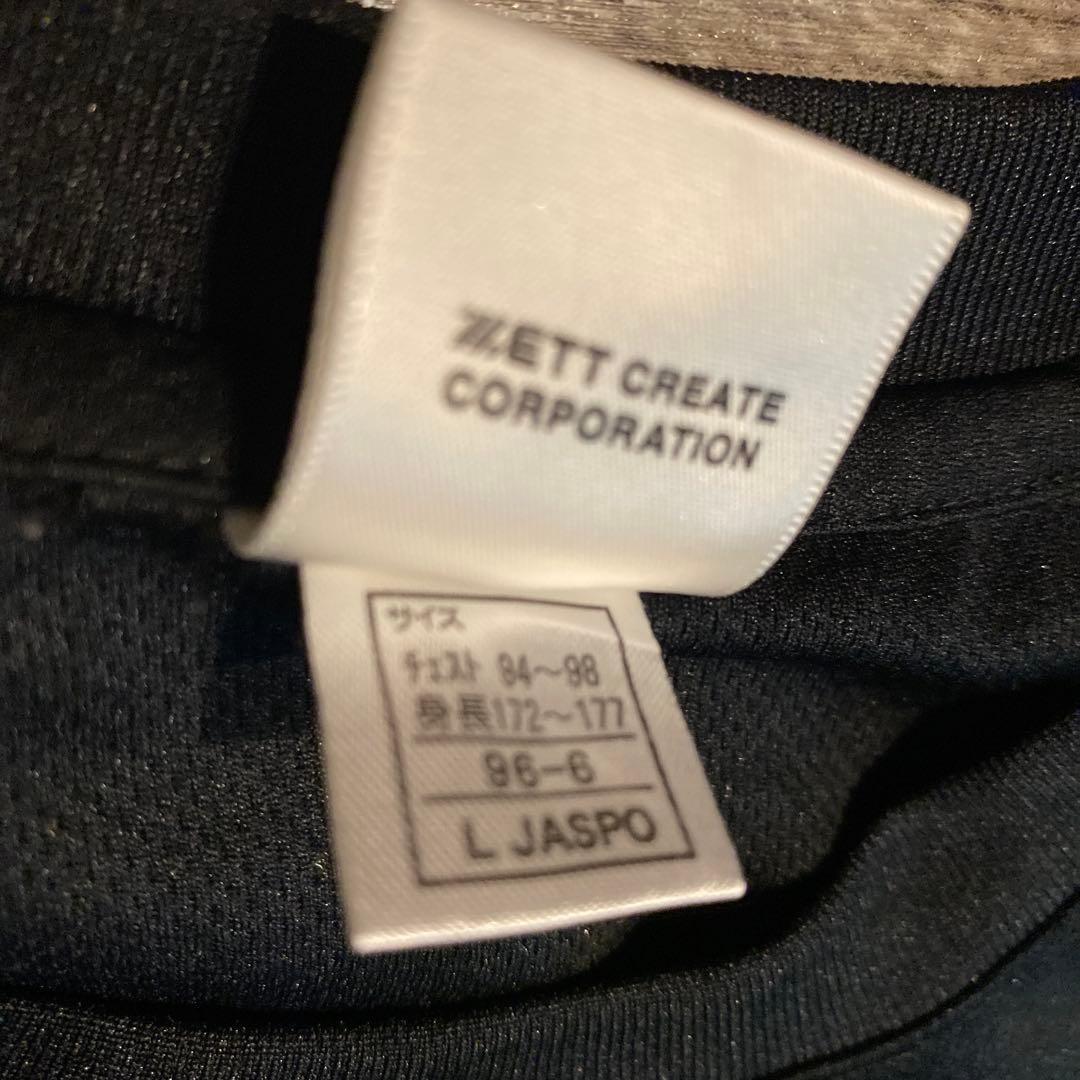 ZETT CREATE
CORPORATION
サイズ
チェスト 94〜98
身長172〜177
96-6
L JASPO